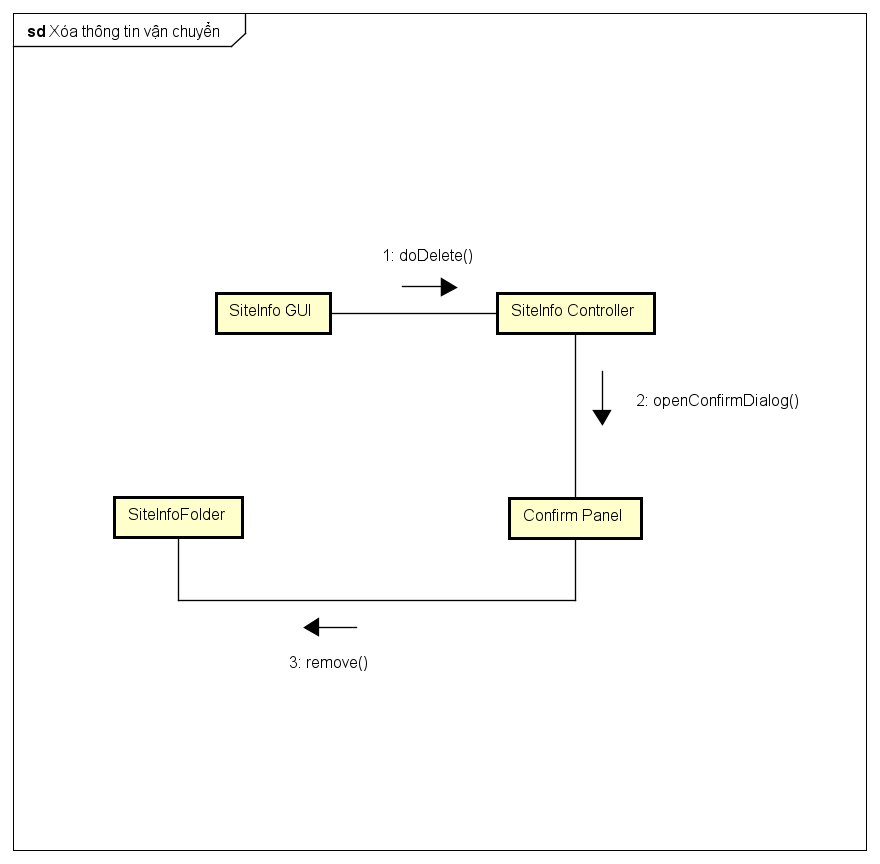 sd Xóa thông tin vận chuyển
1: doDelete()
SiteInfo GUI
SiteInfo Controller
2: openConfirmDialog()
SiteInfoFolder
Confirm Panel
3: remove()